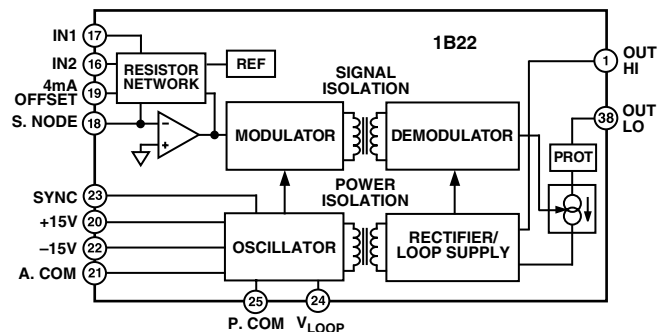 1B22
IN1
17
IN2
16
4mA
OFFSET
19
S. NODE
18
RESISTOR
NETWORK
REF
SIGNAL
ISOLATION
1
OUT
HI
38
OUT
LO
–
+
MODULATOR
DEMODULATOR
PROT
SYNC
23
+15V
20
–15V
22
A. COM
21
POWER
ISOLATION
OSCILLATOR
RECTIFIER/
LOOP SUPPLY
25
24
P. COM
VLOOP